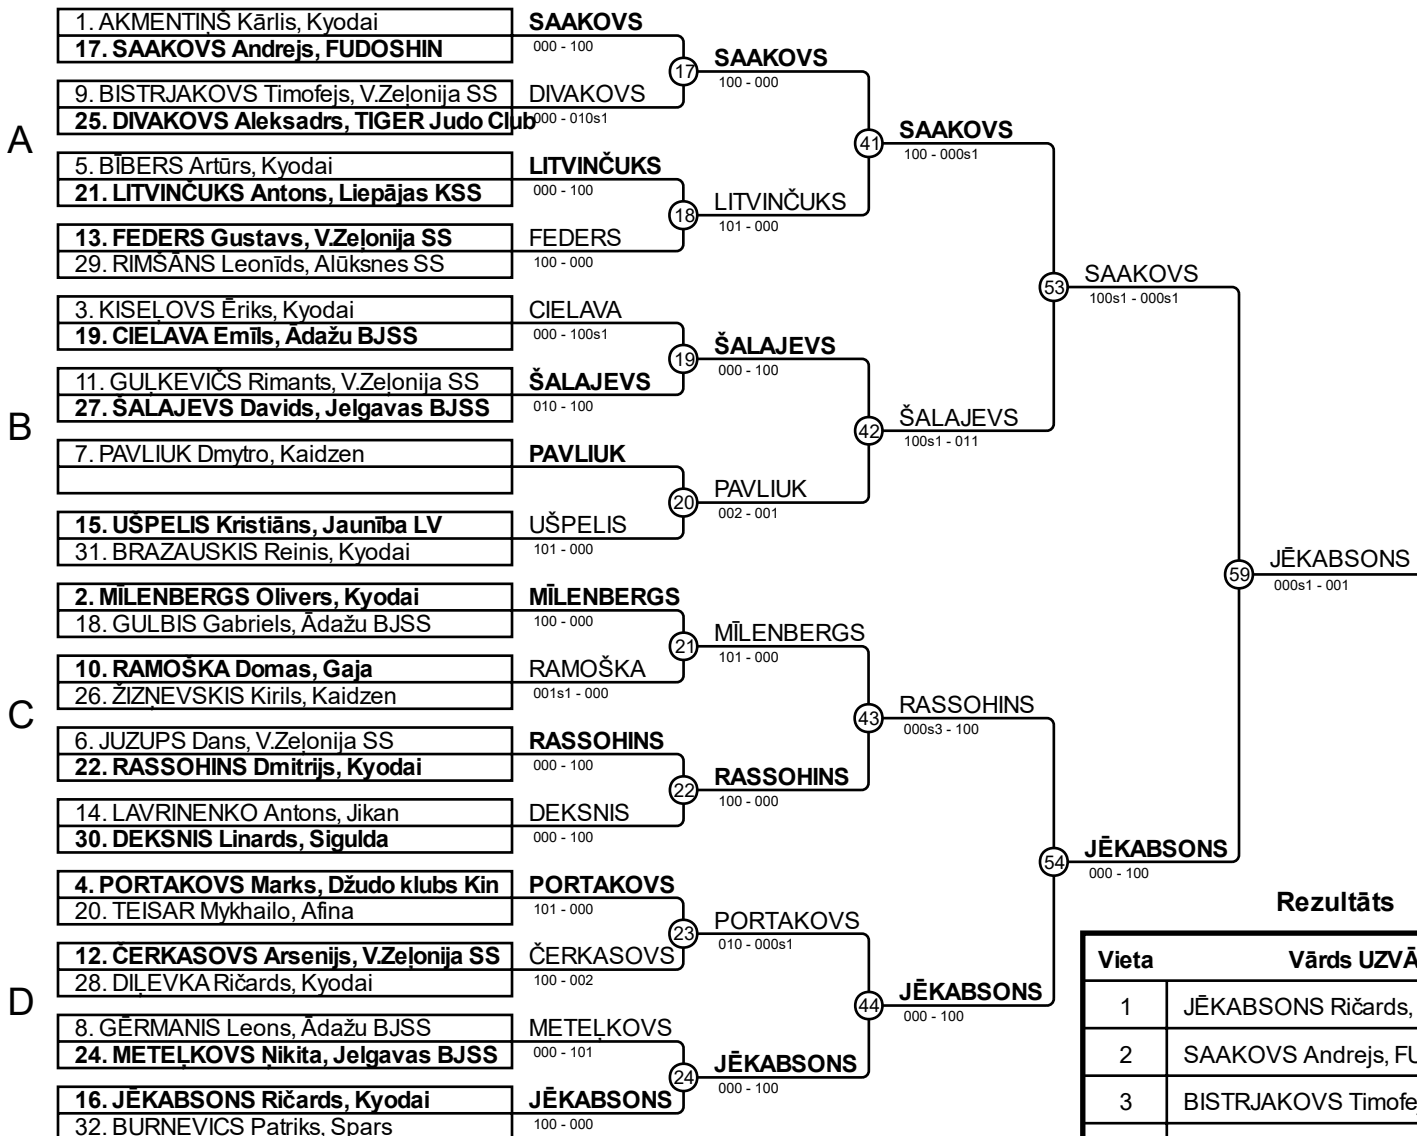 A
1. AKMENTIŅŠ Kārlis, Kyodai
17. SAAKOVS Andrejs, FUDOSHIN
9. BISTRJAKOVS Timofejs, V.Zeļonija SS
25. DIVAKOVS Aleksadrs, TIGER Judo Club
5. BĪBERS Artūrs, Kyodai
21. LITVINČUKS Antons, Liepājas KSS
13. FEDERS Gustavs, V.Zeļonija SS
29. RIMŠĀNS Leonīds, Alūksnes SS
B
3. KISEĻOVS Ēriks, Kyodai
19. CIELAVA Emīls, Ādažu BJSS
11. GUĻKEVIČS Rimants, V.Zeļonija SS
27. ŠALAJEVS Davids, Jelgavas BJSS
7. PAVLIUK Dmytro, Kaidzen
15. UŠPELIS Kristiāns, Jaunība LV
31. BRAZAUSKIS Reinis, Kyodai
C
2. MĪLENBERGS Olivers, Kyodai
18. GULBIS Gabriels, Ādažu BJSS
10. RAMOŠKA Domas, Gaja
26. ŽIZŅEVSKIS Kirils, Kaidzen
6. JUZUPS Dans, V.Zeļonija SS
22. RASSOHINS Dmitrijs, Kyodai
14. LAVRINENKO Antons, Jikan
30. DEKSNIS Linards, Sigulda
D
4. PORTAKOVS Marks, Džudo klubs Kin
20. TEISAR Mykhailo, Afina
12. ČERKASOVS Arsenijs, V.Zeļonija SS
28. DIĻEVKA Ričards, Kyodai
8. GĒRMANIS Leons, Ādažu BJSS
24. METEĻKOVS Ņikita, Jelgavas BJSS
16. JĒKABSONS Ričards, Kyodai
32. BURNEVICS Patriks, Spars
SAAKOVS
000 - 100
DIVAKOVS
000 - 010s1
LITVINČUKS
000 - 100
FEDERS
100 - 000
CIELAVA
000 - 100s1
ŠALAJEVS
010 - 100
PAVLIUK
UŠPELIS
101 - 000
MĪLENBERGS
100 - 000
RAMOŠKA
001s1 - 000
RASSOHINS
000 - 100
DEKSNIS
000 - 100
PORTAKOVS
101 - 000
ČERKASOVS
100 - 002
METEĻKOVS
000 - 101
JĒKABSONS
100 - 000
17
SAAKOVS
100 - 000
18
LITVINČUKS
101 - 000
19
ŠALAJEVS
000 - 100
20
PAVLIUK
002 - 001
21
MĪLENBERGS
101 - 000
22
RASSOHINS
100 - 000
23
PORTAKOVS
010 - 000s1
24
JĒKABSONS
000 - 100
41
SAAKOVS
100 - 000s1
42
ŠALAJEVS
100s1 - 011
43
RASSOHINS
000s3 - 100
44
JĒKABSONS
000 - 100
53
SAAKOVS
100s1 - 000s1
54
JĒKABSONS
000 - 100
59
JĒKABSONS
000s1 - 001
Rezultāts
Vieta Vārds UZVĀ
1 JĒKABSONS Ričards,
2 SAAKOVS Andrejs, FU
3 BISTRJAKOVS Timofe